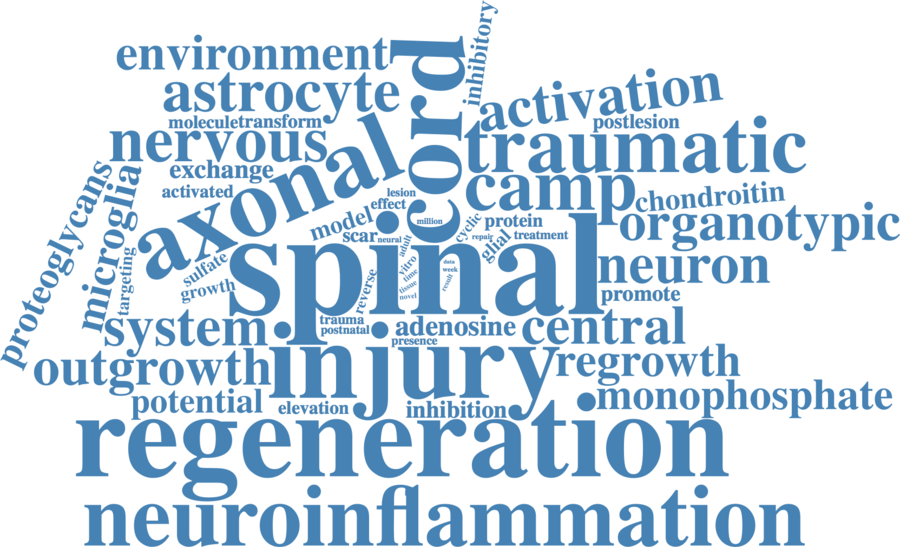 inhibitory
environment
cord
astrocyte
activation
moleculetransform
postlesion
nervous
traumatic
exchange
axonal
activated
camp
chondroitin
proteoglycans
microglia
lesion
effect
organotypic
model
million
cyclic
protein
scar
neural
repair
glial
treatment
adult
spinal
sulfate
targeting
vitro
data
week
neuron
growth
reverse
time
tissue
novel
result
promote
trauma
postnatal
adenosine
system
central
presence
injury
outgrowth
regrowth
potential
elevation
inhibition
monophosphate
regeneration
neuroinflammation